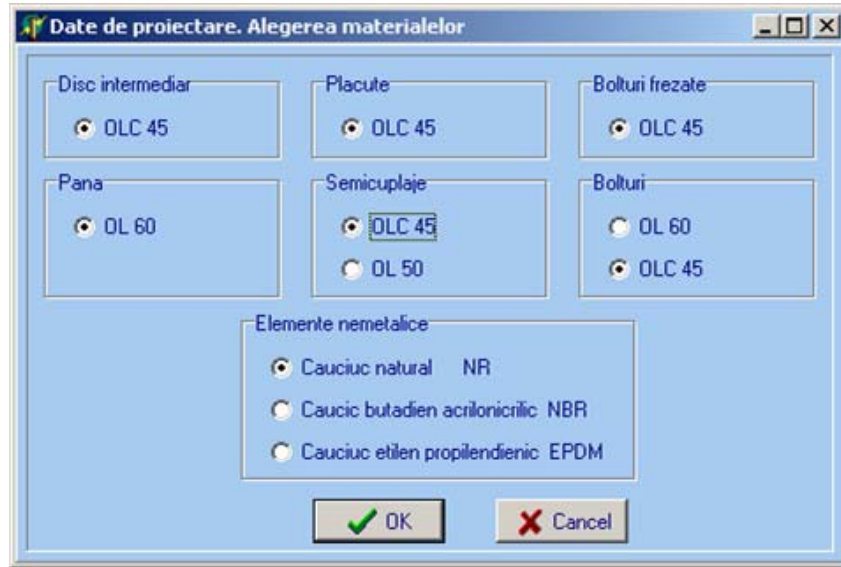 Date de proiectare. Alegerea materialelor
Disc intermediar
OLC 45
Placute
OLC 45
Bolturi frezate
OLC 45
Pana
OL 60
Semicuplaje
OLC 45
OL 50
Bolturi
OL 60
OLC 45
Elemente nemetalice
Cauciuc natural NR
Caucic butadien acrilonicrilic NBR
Cauciuc etilen propilendienic EPDM
OK
Cancel